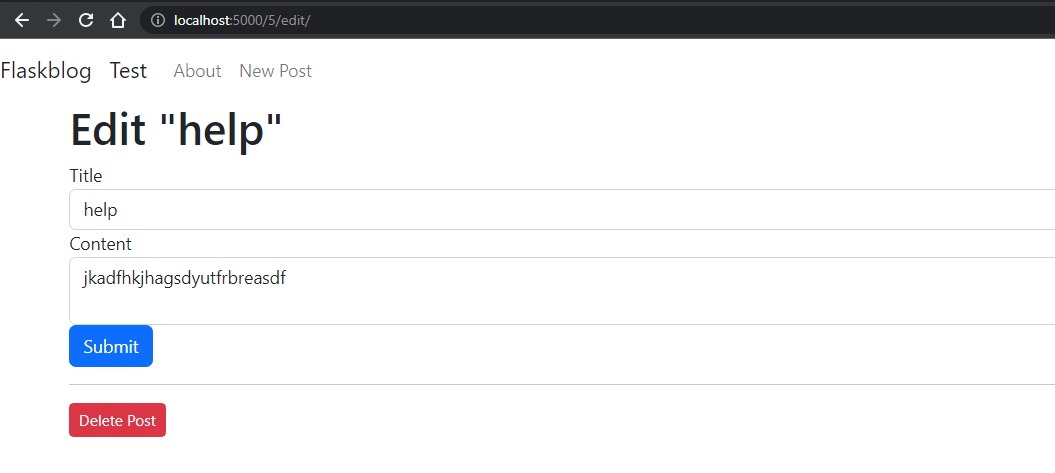 localhost:5000/5/edit/
Flaskblog Test About New Post
Edit "help"
Title
help
Content
jkadfhkjhagsdyutfrbreasdf
Submit
Delete Post